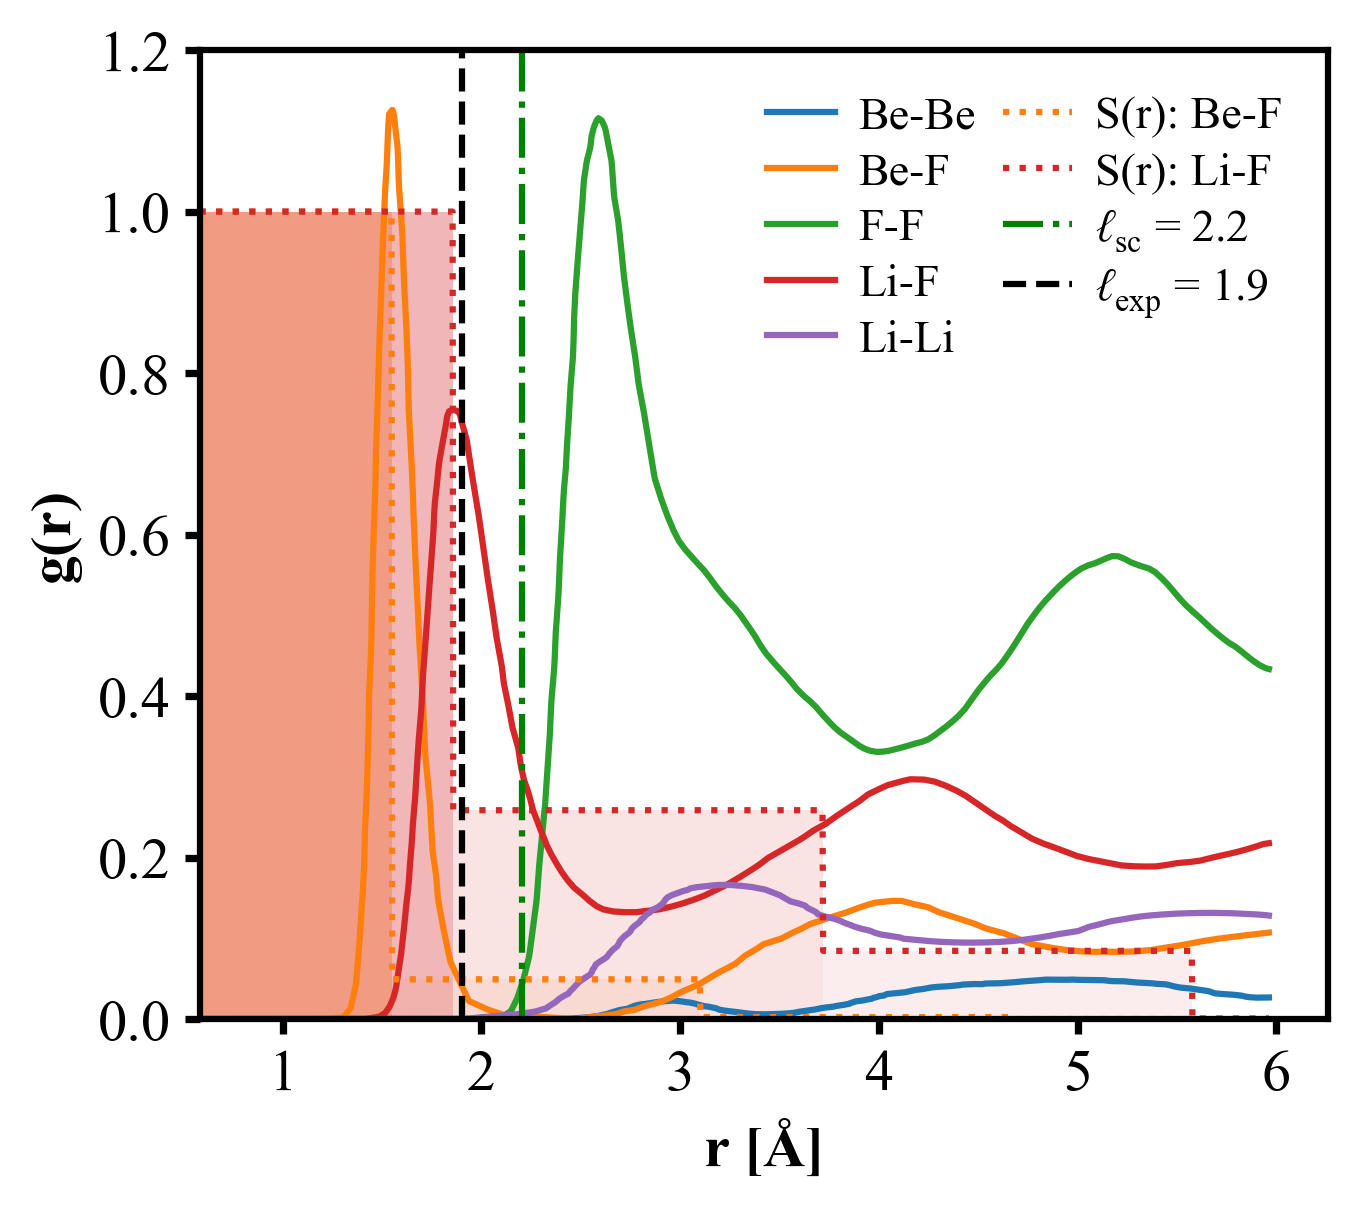 1.2
1.0
0.8
0.6
0.4
0.2
0.0
g(r)
Be-Be
Be-F
F-F
Li-F
Li-Li
S(r): Be-F
S(r): Li-F
ℓsc = 2.2
ℓexp = 1.9
1 2 3 4 5 6
r [Å]